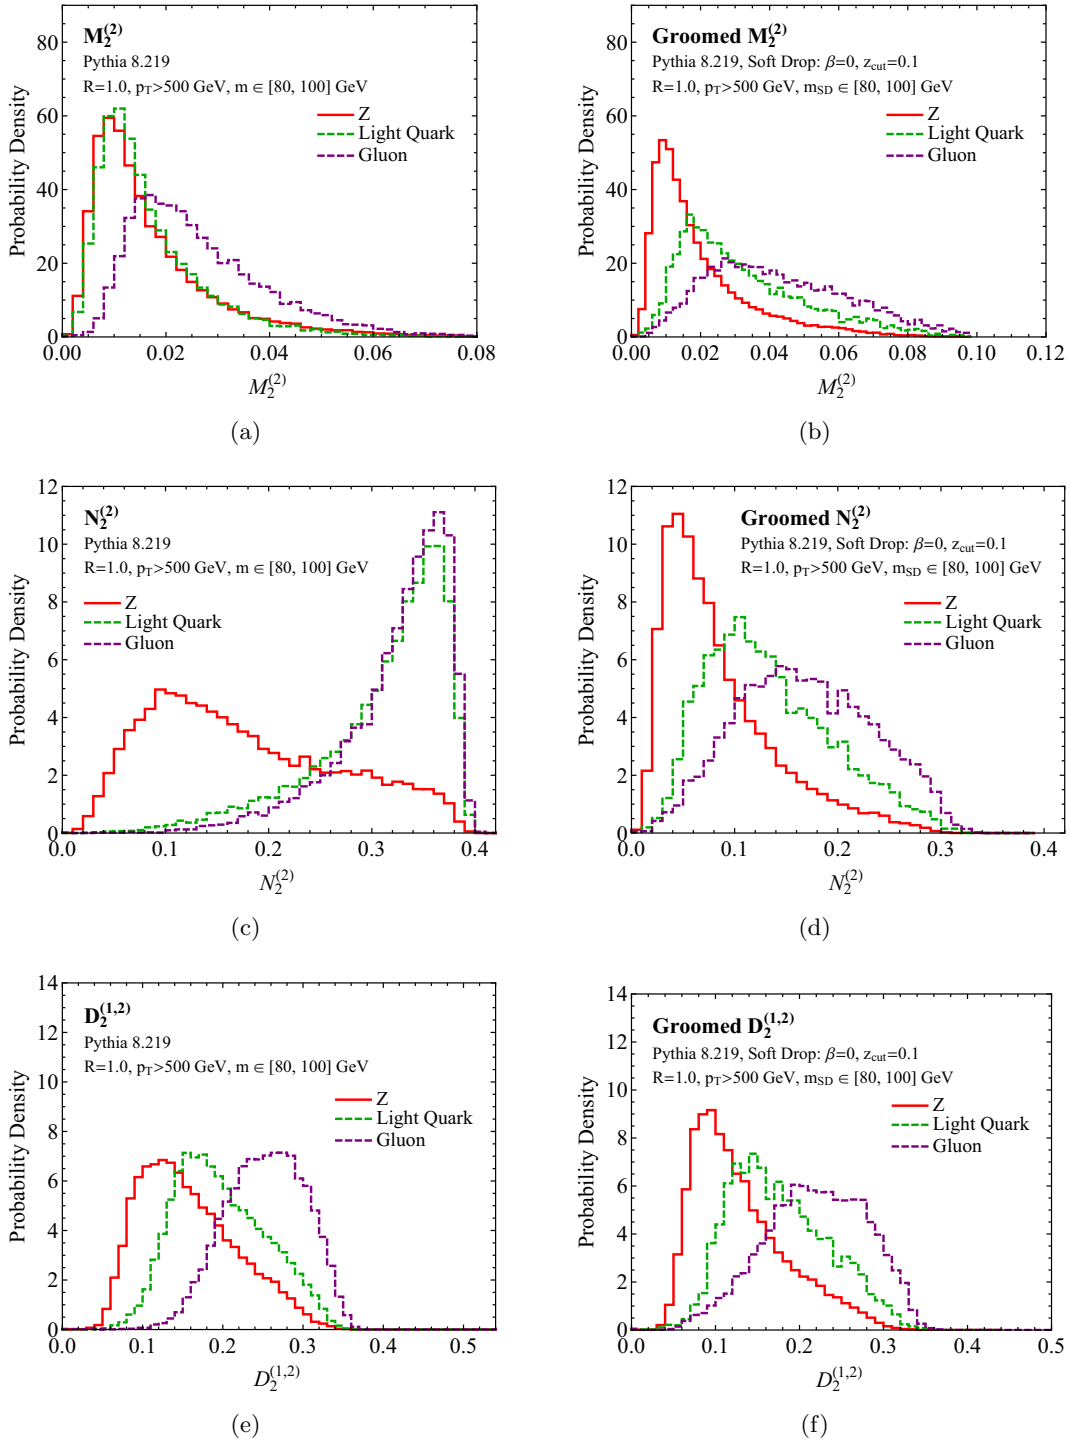 M₂⁽²⁾
Pythia 8.219
R=1.0, p_T>500 GeV, m ∈ [80, 100] GeV
Z
Light Quark
Gluon
Probability Density
80
60
40
20
0
0.00 0.02 0.04 0.06 0.08
M₂⁽²⁾
(a)
Groomed M₂⁽²⁾
Pythia 8.219, Soft Drop: β=0, z_cut=0.1
R=1.0, p_T>500 GeV, m_SD ∈ [80, 100] GeV
Z
Light Quark
Gluon
Probability Density
80
60
40
20
0
0.00 0.02 0.04 0.06 0.08 0.10 0.12
M₂⁽²⁾
(b)
N₂⁽²⁾
Pythia 8.219
R=1.0, p_T>500 GeV, m ∈ [80, 100] GeV
Z
Light Quark
Gluon
Probability Density
12
10
8
6
4
2
0
0.0 0.1 0.2 0.3 0.4
N₂⁽²⁾
(c)
Groomed N₂⁽²⁾
Pythia 8.219, Soft Drop: β=0, z_cut=0.1
R=1.0, p_T>500 GeV, m_SD ∈ [80, 100] GeV
Z
Light Quark
Gluon
Probability Density
12
10
8
6
4
2
0
0.0 0.1 0.2 0.3 0.4
N₂⁽²⁾
(d)
D₂⁽¹,²⁾
Pythia 8.219
R=1.0, p_T>500 GeV, m ∈ [80, 100] GeV
Z
Light Quark
Gluon
Probability Density
14
12
10
8
6
4
2
0
0.0 0.1 0.2 0.3 0.4 0.5
D₂⁽¹,²⁾
(e)
Groomed D₂⁽¹,²⁾
Pythia 8.219, Soft Drop: β=0, z_cut=0.1
R=1.0, p_T>500 GeV, m_SD ∈ [80, 100] GeV
Z
Light Quark
Gluon
Probability Density
14
12
10
8
6
4
2
0
0.0 0.1 0.2 0.3 0.4 0.5
D₂⁽¹,²⁾
(f)